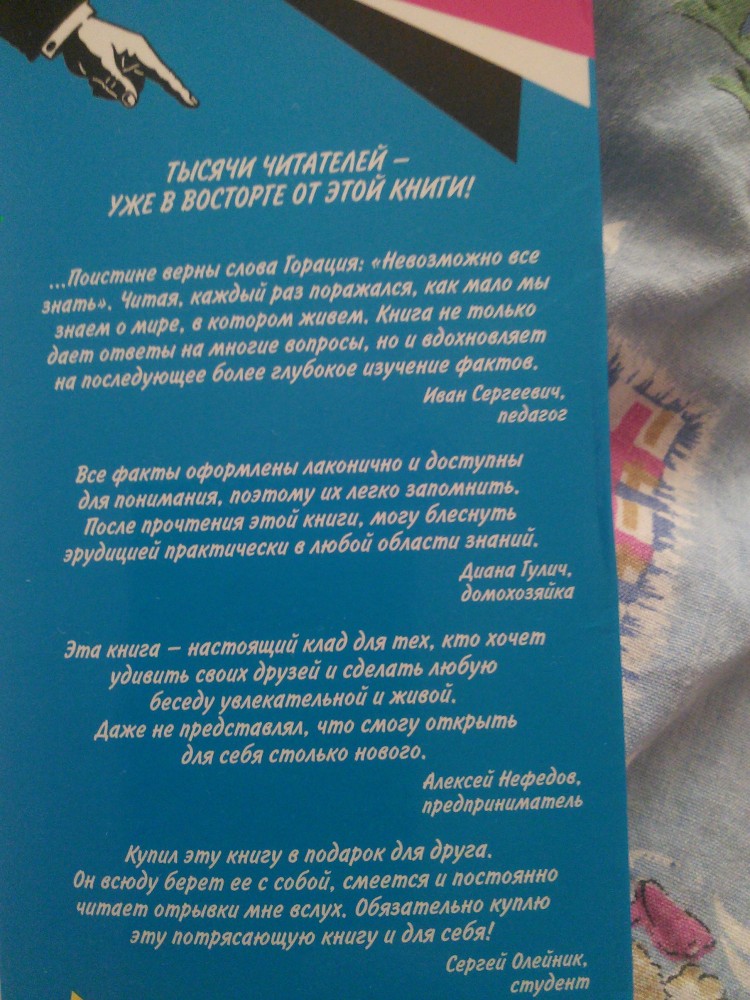 ТЫСЯЧИ ЧИТАТЕЛЕЙ –
УЖЕ В ВОСТОРГЕ ОТ ЭТОЙ КНИГИ!
...Поистине верны слова Горация: «Невозможно все
знать». Читая, каждый раз поражался, как мало мы
знаем о мире, в котором живем. Книга не только
дает ответы на многие вопросы, но и вдохновляет
на последующее более глубокое изучение фактов.
Иван Сергеевич,
педагог
Все факты оформлены лаконично и доступны
для понимания, поэтому их легко запомнить.
После прочтения этой книги, могу блеснуть
эрудицией практически в любой области знаний.
Диана Гулич,
домохозяйка
Эта книга – настоящий клад для тех, кто хочет
удивить своих друзей и сделать любую
беседу увлекательной и живой.
Даже не представлял, что смогу открыть
для себя столько нового.
Алексей Нефедов,
предприниматель
Купил эту книгу в подарок для друга.
Он всюду берет ее с собой, смеется и постоянно
читает отрывки мне вслух. Обязательно куплю
эту потрясающую книгу и для себя!
Сергей Олейник,
студент